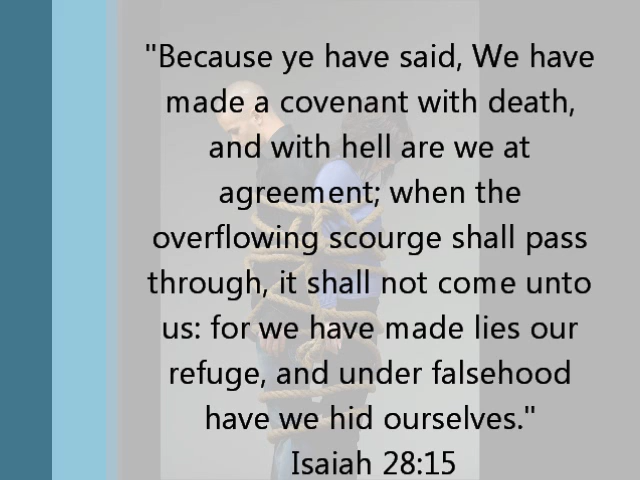 "Because ye have said, We have
made a covenant with death,
and with hell are we at
agreement; when the
overflowing scourge shall pass
through, it shall not come unto
us: for we have made lies our
refuge, and under falsehood
have we hid ourselves."
Isaiah 28:15